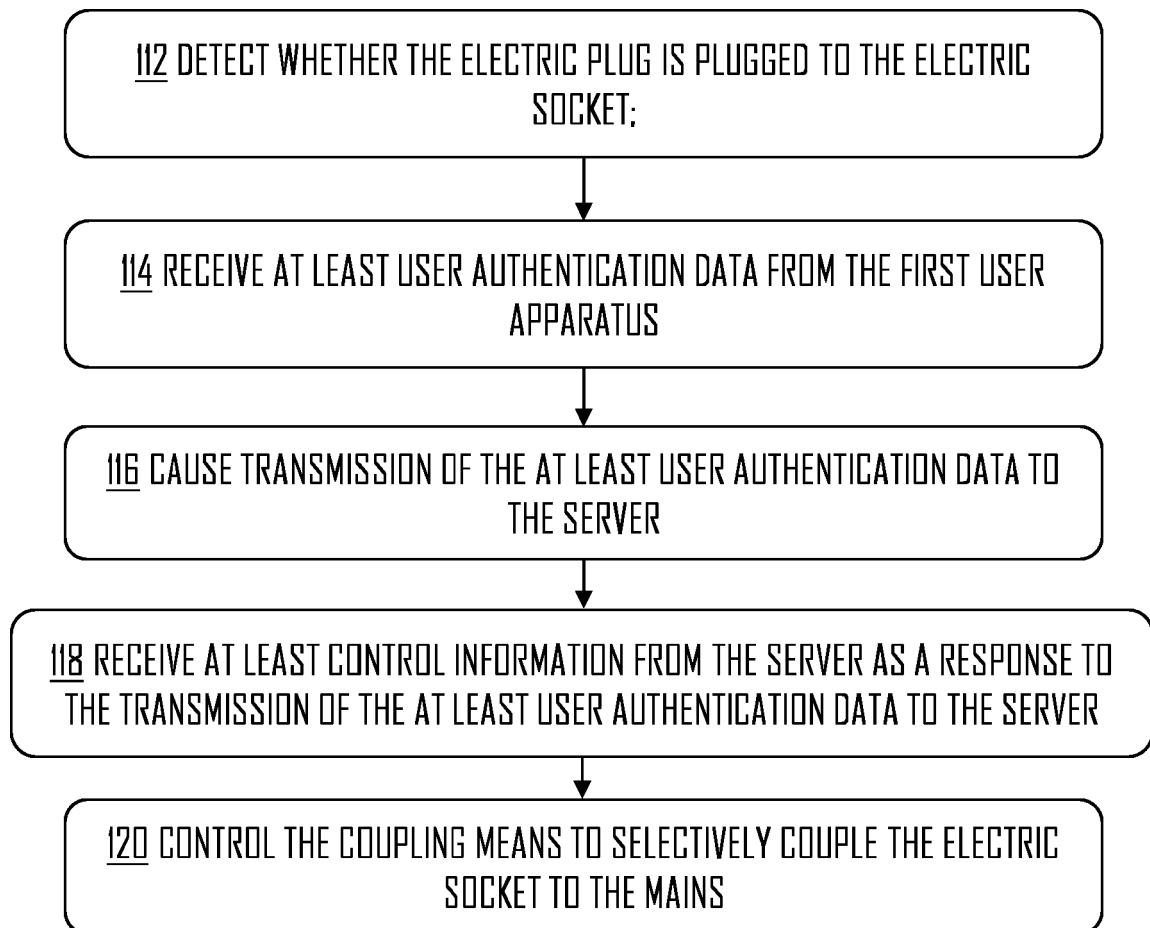 112 DETECT WHETHER THE ELECTRIC PLUG IS PLUGGED TO THE ELECTRIC
SOCKET;
114 RECEIVE AT LEAST USER AUTHENTICATION DATA FROM THE FIRST USER
APPARATUS
116 CAUSE TRANSMISSION OF THE AT LEAST USER AUTHENTICATION DATA TO
THE SERVER
118 RECEIVE AT LEAST CONTROL INFORMATION FROM THE SERVER AS A RESPONSE TO
THE TRANSMISSION OF THE AT LEAST USER AUTHENTICATION DATA TO THE SERVER
120 CONTROL THE COUPLING MEANS TO SELECTIVELY COUPLE THE ELECTRIC
SOCKET TO THE MAINS